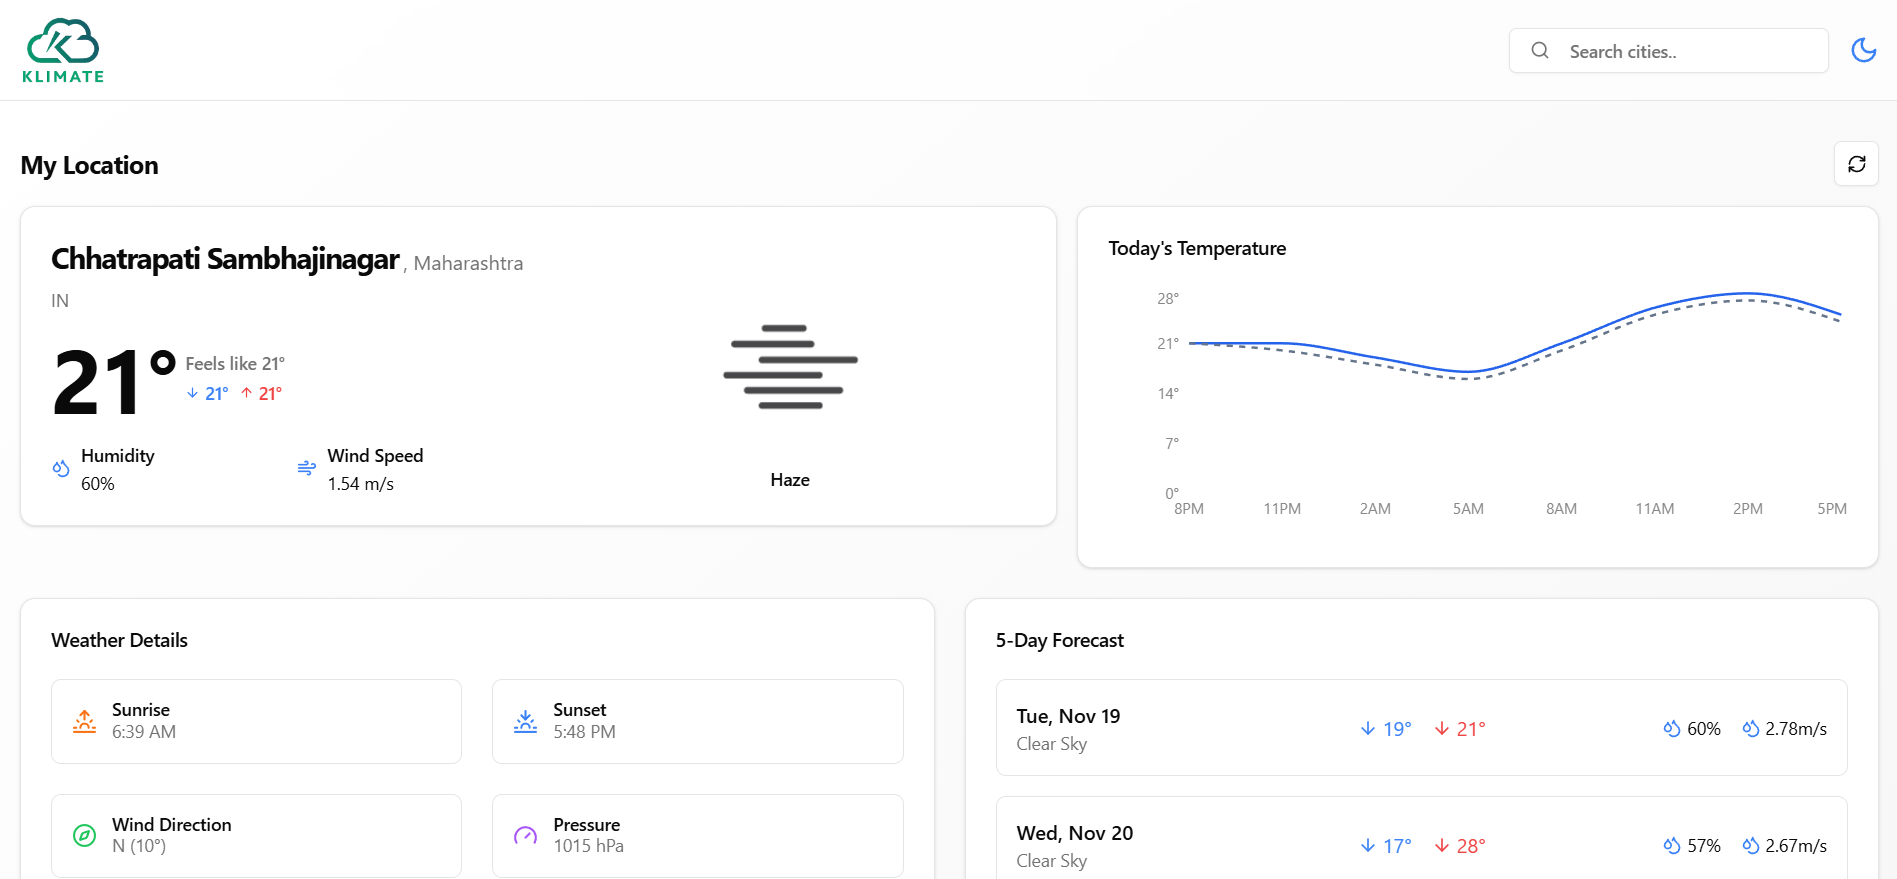 KLIMATE
Search cities..
My Location
Chhatrapati Sambhajinagar , Maharashtra
IN
21°
Feels like 21°
↓ 21° ↑ 21°
Humidity
60%
Wind Speed
1.54 m/s
Haze
Today's Temperature
28°
21°
14°
7°
0°
8PM 11PM 2AM 5AM 8AM 11AM 2PM 5PM
Weather Details
Sunrise
6:39 AM
Sunset
5:48 PM
Wind Direction
N (10°)
Pressure
1015 hPa
5-Day Forecast
Tue, Nov 19
Clear Sky
↓ 19° ↓ 21°
60% 2.78m/s
Wed, Nov 20
Clear Sky
↓ 17° ↓ 28°
57% 2.67m/s